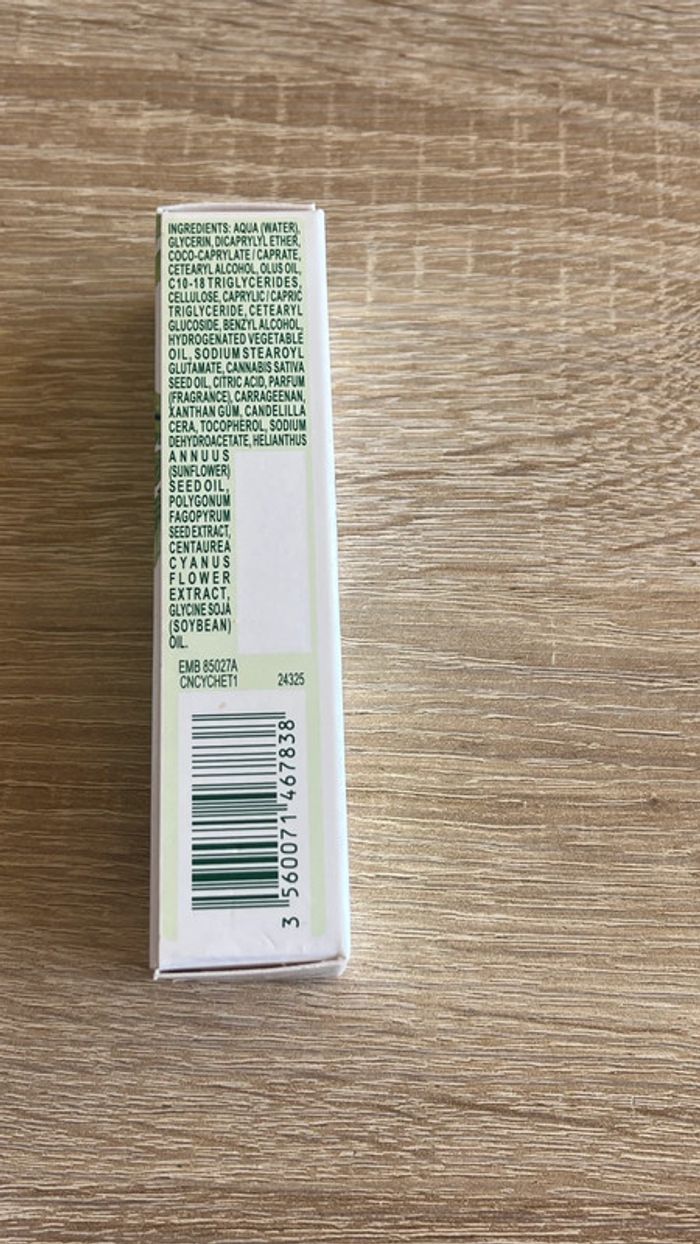 INGREDIENTS: AQUA (WATER),
GLYCERIN, DICAPRYLYL ETHER,
COCO-CAPRYLATE / CAPRATE,
CETEARYL ALCOHOL, OLUS OIL,
C10-18 TRIGLYCERIDES,
CELLULOSE, CAPRYLIC / CAPRIC
TRIGLYCERIDE, CETEARYL
GLUCOSIDE, BENZYL ALCOHOL,
HYDROGENATED VEGETABLE
OIL, SODIUM STEAROYL
GLUTAMATE, CANNABIS SATIVA
SEED OIL, CITRIC ACID, PARFUM
(FRAGRANCE), CARRAGEENAN,
XANTHAN GUM, CANDELILLA
CERA, TOCOPHEROL, SODIUM
DEHYDROACETATE, HELIANTHUS
ANNUUS
(SUNFLOWER)
SEED OIL,
POLYGONUM
FAGOPYRUM
SEED EXTRACT,
CENTAUREA
CYANUS
FLOWER
EXTRACT,
GLYCINE SOJA
(SOYBEAN)
OIL.
EMB 85027A
CNCYCHET1 24325
3 560071 467838